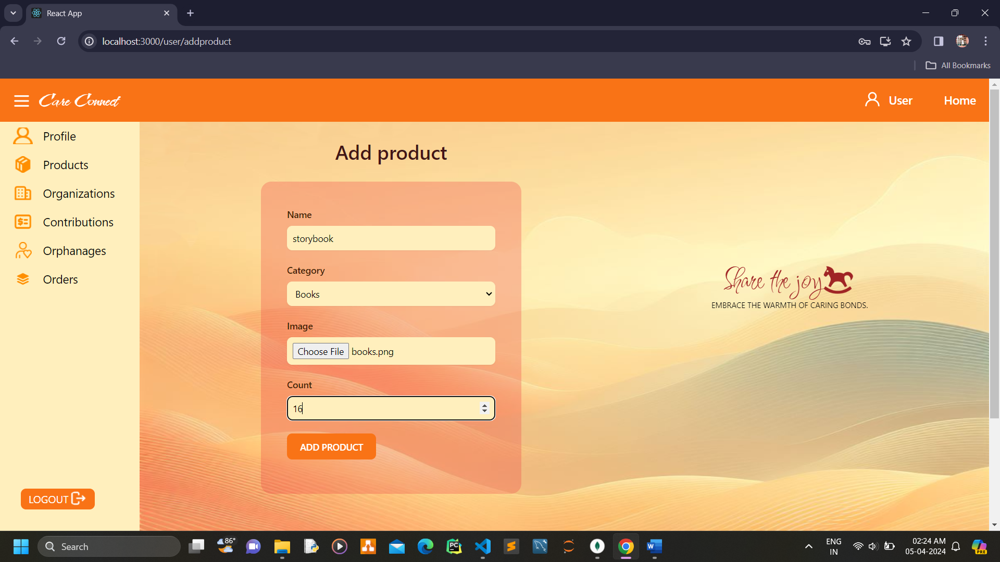 React App
localhost:3000/user/addproduct
All Bookmarks
Care Connect
User
Home
Profile
Products
Organizations
Contributions
Orphanages
Orders
LOGOUT
Add product
Name
storybook
Category
Books
Image
Choose File books.png
Count
16
ADD PRODUCT
Share the joy
EMBRACE THE WARMTH OF CARING BONDS.
Search
86°
PC
W
ENG
IN
02:24 AM
05-04-2024
PRE